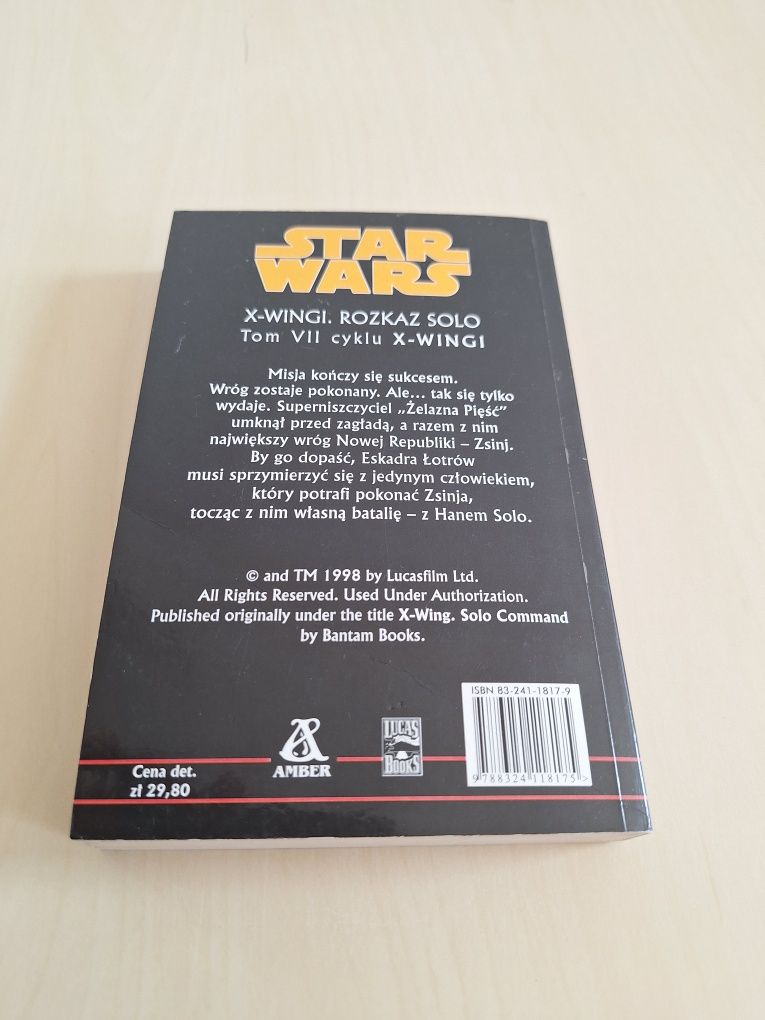 STAR
WARS
X-WINGI. ROZKAZ SOLO
Tom VII cyklu X-WINGI
Misja kończy się sukcesem.
Wróg zostaje pokonany. Ale... tak się tylko
wydaje. Superniszczyciel „Żelazna Pięść”
umknął przed zagładą, a razem z nim
największy wróg Nowej Republiki – Zsinj.
By go dopaść, Eskadra Łotrów
musi sprzymierzyć się z jedynym człowiekiem,
który potrafi pokonać Zsinja,
tocząc z nim własną batalię – z Hanem Solo.
© and TM 1998 by Lucasfilm Ltd.
All Rights Reserved. Used Under Authorization.
Published originally under the title X-Wing. Solo Command
by Bantam Books.
ISBN 83-241-1817-9
9 788324 118175 >
LUCAS
BOOKS
AMBER
Cena det.
zł 29,80